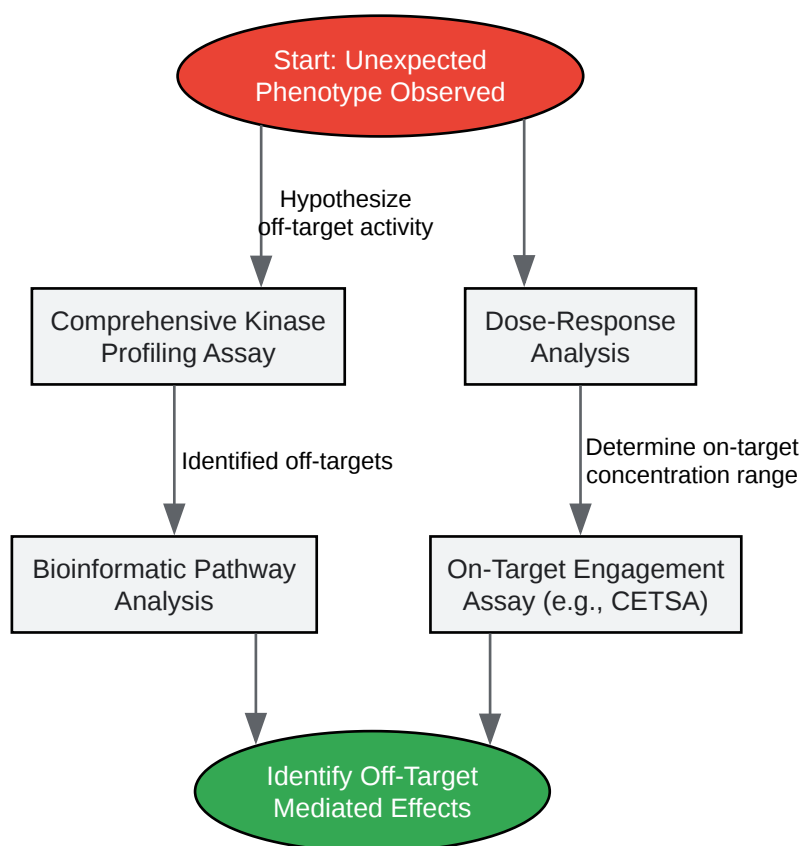 Start: Unexpected
Phenotype Observed
Hypothesize
off-target activity
Comprehensive Kinase
Profiling Assay
Dose-Response
Analysis
Identified off-targets
Determine on-target
concentration range
Bioinformatic Pathway
Analysis
On-Target Engagement
Assay (e.g., CETSA)
Identify Off-Target
Mediated Effects